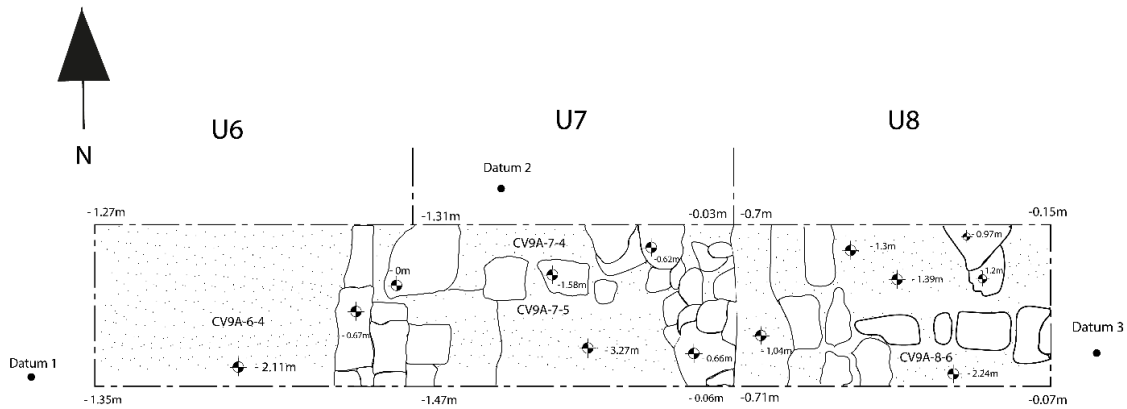 U6
U7
U8
N
Datum 2
- 1.27m
- 1.31m
- 0.03m
- 0.7m
-0.15m
CV9A-7-4
- 0.97m
- 1.3m
-0.62m
- 0m
- 1.58m
- 1.39m
- 1.2m
CV9A-7-5
CV9A-6-4
- 0.67m
Datum 3
- 1.04m
- 3.27m
0.66m
CV9A-8-6
- 2.11m
- 2.24m
Datum 1
-1.35m
-1.47m
- 0.06m
-0.71m
-0.07m